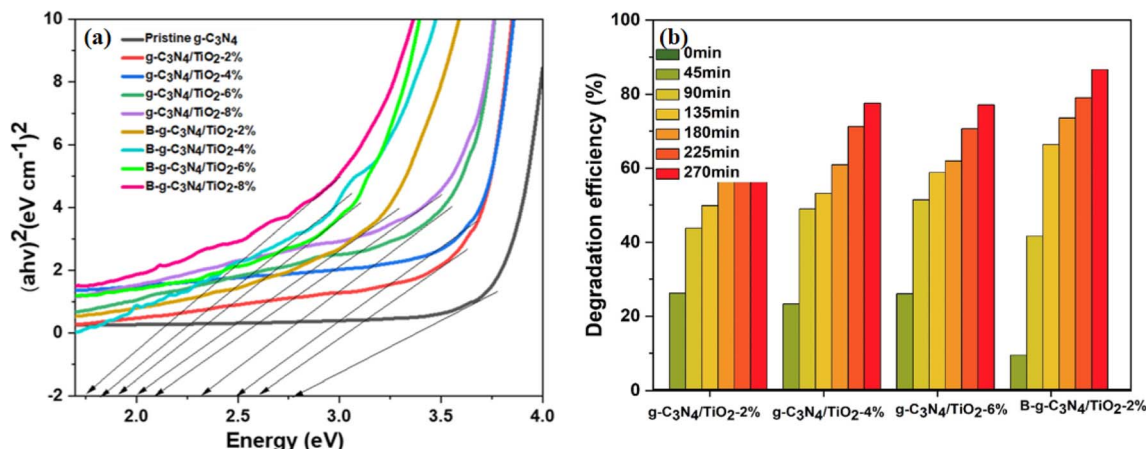 (a)
Pristine g-C₃N₄
g-C₃N₄/TiO₂-2%
g-C₃N₄/TiO₂-4%
g-C₃N₄/TiO₂-6%
g-C₃N₄/TiO₂-8%
B-g-C₃N₄/TiO₂-2%
B-g-C₃N₄/TiO₂-4%
B-g-C₃N₄/TiO₂-6%
B-g-C₃N₄/TiO₂-8%
(ahv)²(eV cm⁻¹)²
10
8
6
4
2
0
-2
2.0 2.5 3.0 3.5 4.0
Energy (eV)
(b)
0min
45min
90min
135min
180min
225min
270min
Degradation efficiency (%)
100
80
60
40
20
0
g-C₃N₄/TiO₂-2% g-C₃N₄/TiO₂-4% g-C₃N₄/TiO₂-6% B-g-C₃N₄/TiO₂-2%